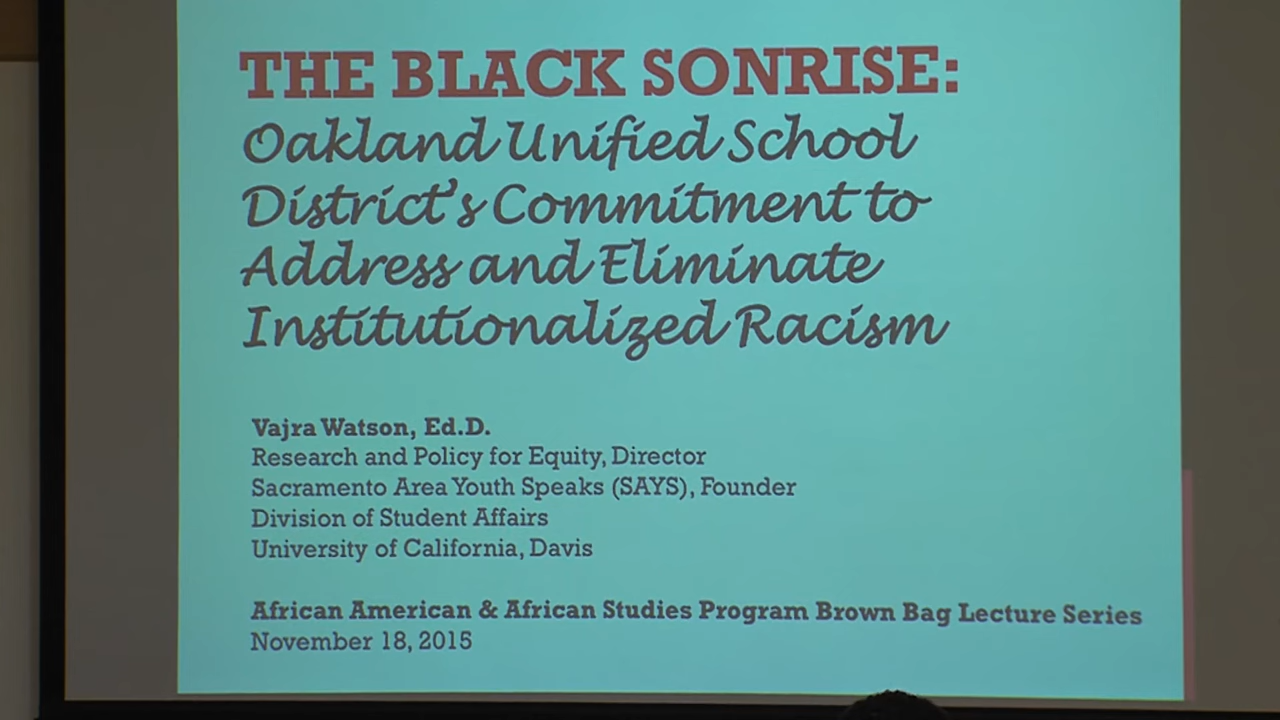 THE BLACK SONRISE:
Oakland Unified School
District's Commitment to
Address and Eliminate
Institutionalized Racism
Vajra Watson, Ed.D.
Research and Policy for Equity, Director
Sacramento Area Youth Speaks (SAYS), Founder
Division of Student Affairs
University of California, Davis
African American & African Studies Program Brown Bag Lecture Series
November 18, 2015